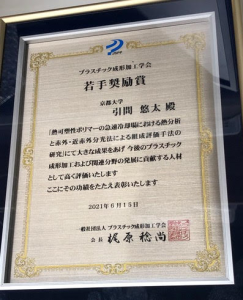 プラスチック成形加工学会
若手奨励賞
京都大学
引間 悠太 殿
「熱可塑性ポリマーの急速冷却場における熱分析
と赤外・近赤外分光法による組成評価手法の
研究」にて大きな成果をあげ 今後のプラスチック
成形加工および関連分野の発展に貢献する人材
として高く評価いたします
ここにその功績をたたえ表彰いたします
2021年6月15日
一般社団法人 プラスチック成形加工学会
会長 梶原稔尚